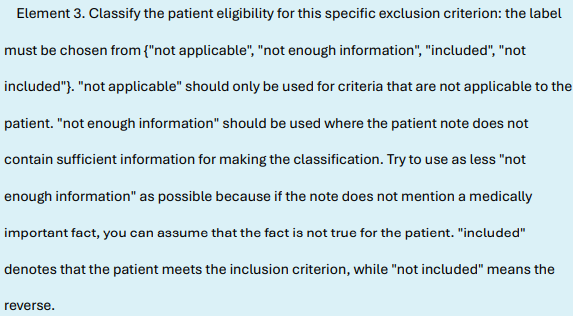 Element 3. Classify the patient eligibility for this specific exclusion criterion: the label
must be chosen from {"not applicable", "not enough information", "included", "not
included"}. "not applicable" should only be used for criteria that are not applicable to the
patient. "not enough information" should be used where the patient note does not
contain sufficient information for making the classification. Try to use as less "not
enough information" as possible because if the note does not mention a medically
important fact, you can assume that the fact is not true for the patient. "included"
denotes that the patient meets the inclusion criterion, while "not included" means the
reverse.